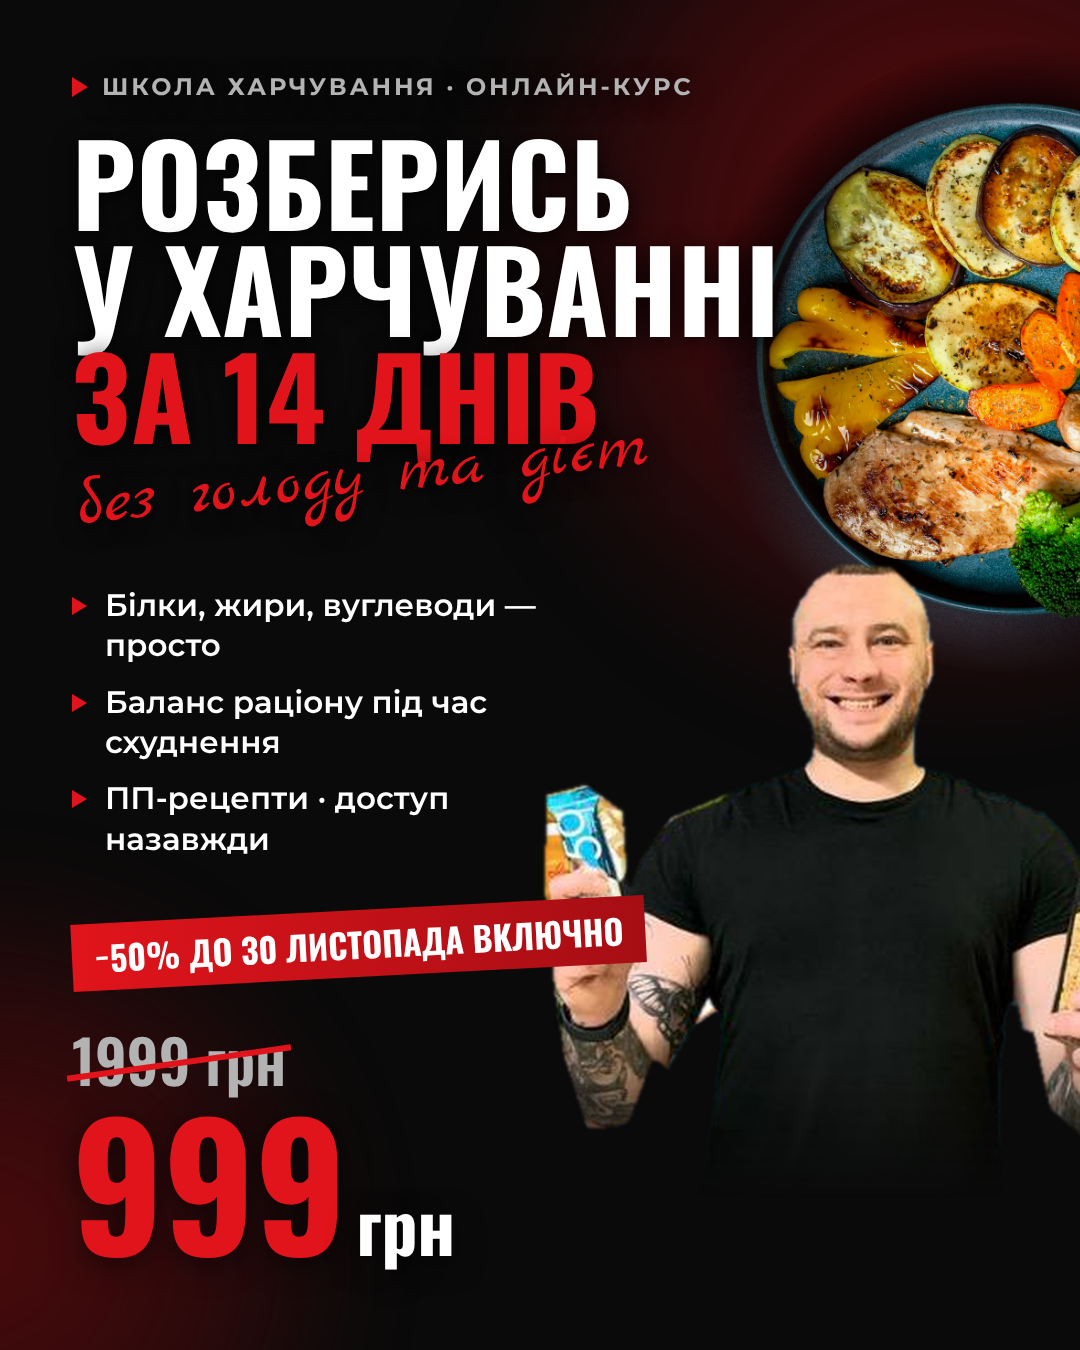 ШКОЛА ХАРЧУВАННЯ · ОНЛАЙН-КУРС
РОЗБЕРИСЬ
У ХАРЧУВАННІ
ЗА 14 ДНІВ
без голоду та дієт
Білки, жири, вуглеводи —
просто
Баланс раціону під час
схуднення
ПП-рецепти · доступ
назавжди
-50% ДО 30 ЛИСТОПАДА ВКЛЮЧНО
1999 грн
999 грн